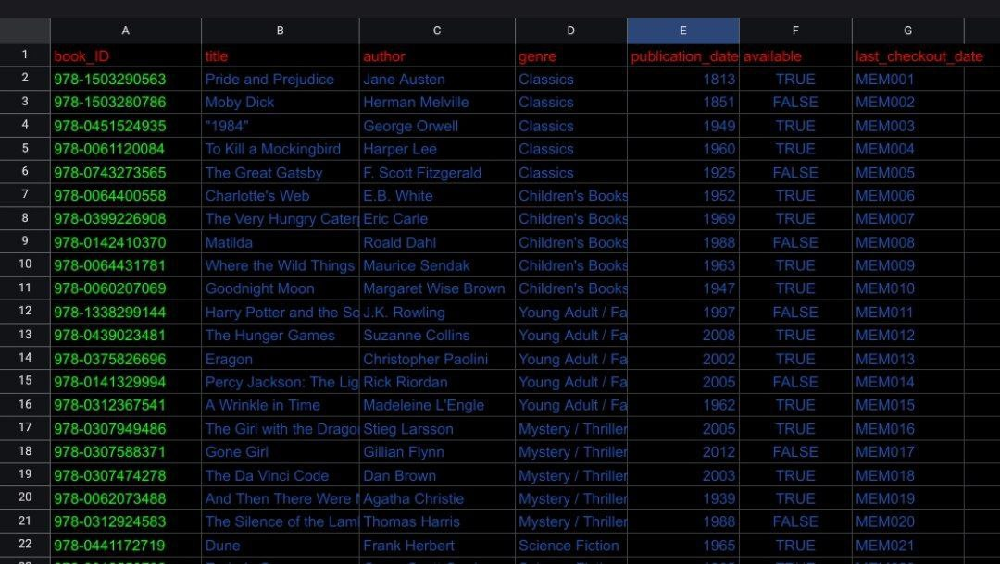 A B C D E F G
1 book_ID title author genre publication_date available last_checkout_date
2 978-1503290563 Pride and Prejudice Jane Austen Classics 1813 TRUE MEM001
3 978-1503280786 Moby Dick Herman Melville Classics 1851 FALSE MEM002
4 978-0451524935 "1984" George Orwell Classics 1949 TRUE MEM003
5 978-0061120084 To Kill a Mockingbird Harper Lee Classics 1960 TRUE MEM004
6 978-0743273565 The Great Gatsby F. Scott Fitzgerald Classics 1925 FALSE MEM005
7 978-0064400558 Charlotte's Web E.B. White Children's Books 1952 TRUE MEM006
8 978-0399226908 The Very Hungry Cater Eric Carle Children's Books 1969 TRUE MEM007
9 978-0142410370 Matilda Roald Dahl Children's Books 1988 FALSE MEM008
10 978-0064431781 Where the Wild Things Maurice Sendak Children's Books 1963 TRUE MEM009
11 978-0060207069 Goodnight Moon Margaret Wise Brown Children's Books 1947 TRUE MEM010
12 978-1338299144 Harry Potter and the So J.K. Rowling Young Adult / Fa 1997 FALSE MEM011
13 978-0439023481 The Hunger Games Suzanne Collins Young Adult / Fa 2008 TRUE MEM012
14 978-0375826696 Eragon Christopher Paolini Young Adult / Fa 2002 TRUE MEM013
15 978-0141329994 Percy Jackson: The Lig Rick Riordan Young Adult / Fa 2005 FALSE MEM014
16 978-0312367541 A Wrinkle in Time Madeleine L'Engle Young Adult / Fa 1962 TRUE MEM015
17 978-0307949486 The Girl with the Drago Stieg Larsson Mystery / Thriller 2005 TRUE MEM016
18 978-0307588371 Gone Girl Gillian Flynn Mystery / Thriller 2012 FALSE MEM017
19 978-0307474278 The Da Vinci Code Dan Brown Mystery / Thriller 2003 TRUE MEM018
20 978-0062073488 And Then There Were Agatha Christie Mystery / Thriller 1939 TRUE MEM019
21 978-0312924583 The Silence of the Lam Thomas Harris Mystery / Thriller 1988 FALSE MEM020
22 978-0441172719 Dune Frank Herbert Science Fiction 1965 TRUE MEM021